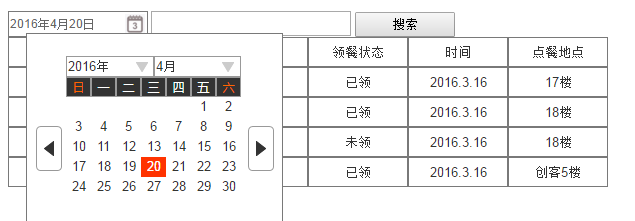 2016年4月20日 3 搜索
领餐状态 时间 点餐地点
2016年 4月
日 一 二 三 四 五 六
已领 2016.3.16 17楼
1 2
3 4 5 6 7 8 9
已领 2016.3.16 18楼
10 11 12 13 14 15 16
未领 2016.3.16 18楼
17 18 19 20 21 22 23
已领 2016.3.16 创客5楼
24 25 26 27 28 29 30